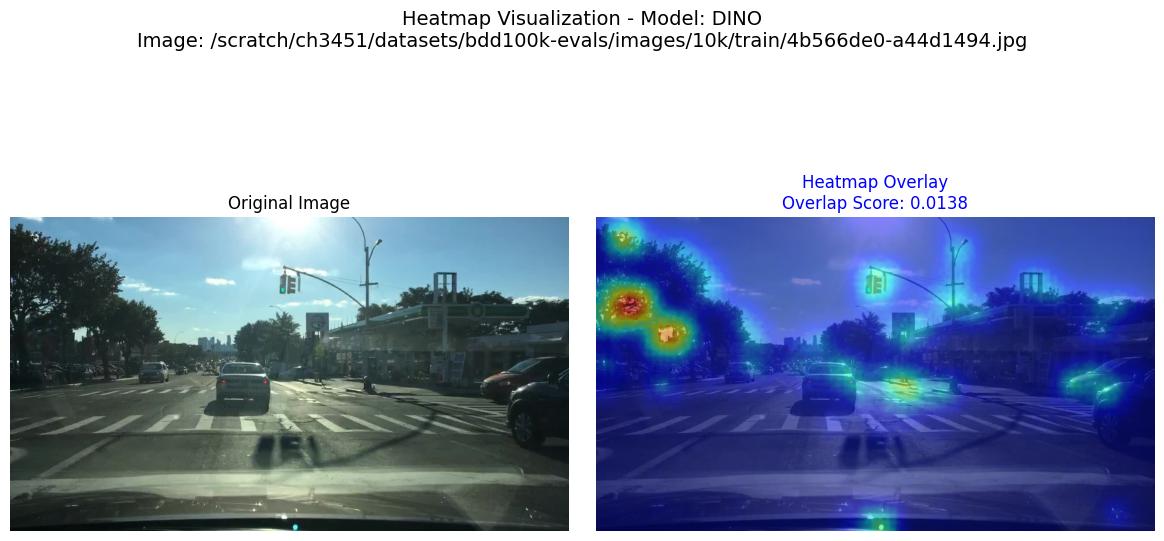 Heatmap Visualization - Model: DINO
Image: /scratch/ch3451/datasets/bdd100k-evals/images/10k/train/4b566de0-a44d1494.jpg
Original Image
Heatmap Overlay
Overlap Score: 0.0138